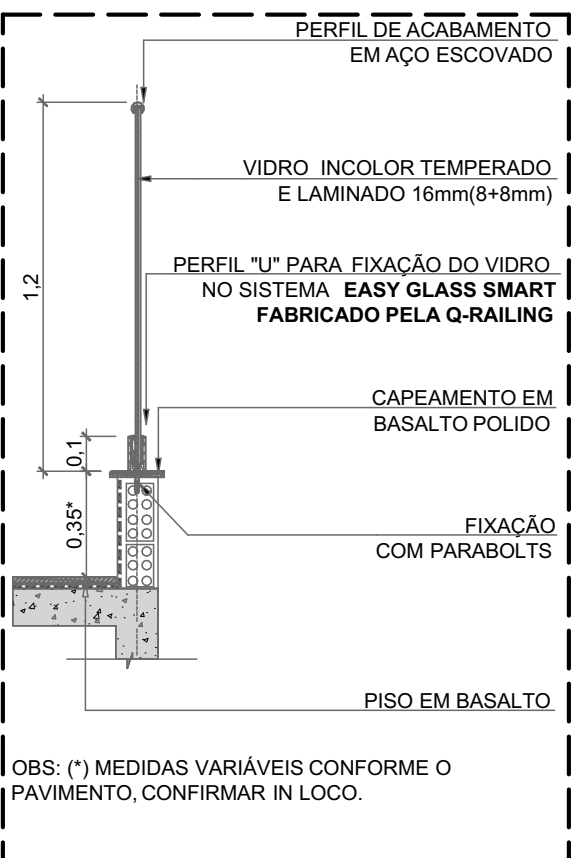 PERFIL DE ACABAMENTO
EM AÇO ESCOVADO
VIDRO INCOLOR TEMPERADO
E LAMINADO 16mm(8+8mm)
1,2
PERFIL "U" PARA FIXAÇÃO DO VIDRO
NO SISTEMA EASY GLASS SMART
FABRICADO PELA Q-RAILING
CAPEAMENTO EM
BASALTO POLIDO
0,1
0,35*
FIXAÇÃO
COM PARABOLTS
PISO EM BASALTO
OBS: (*) MEDIDAS VARIÁVEIS CONFORME O
PAVIMENTO, CONFIRMAR IN LOCO.